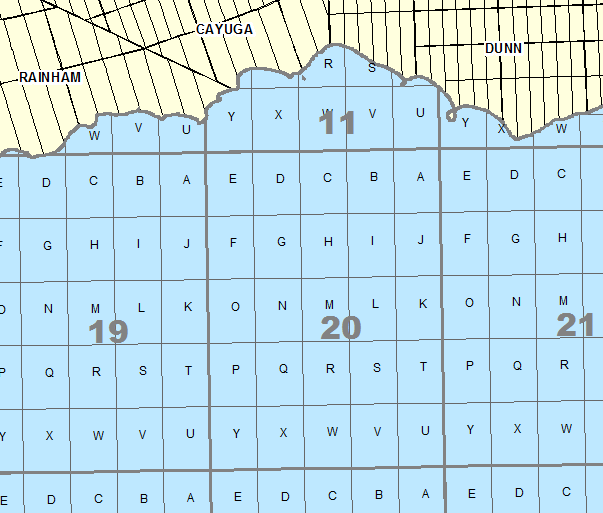 CAYUGA
DUNN
RAINHAM
R S
Y X W V U
11
W V U
Y X W
E D C B A E D C B A E D C
F G H I J F G H I J F G H
O N M L K O N M L K O N M
19 20 21
P Q R S T P Q R S T P Q R
Y X W V U Y X W V U Y X W
E D C B A E D C B A E D C